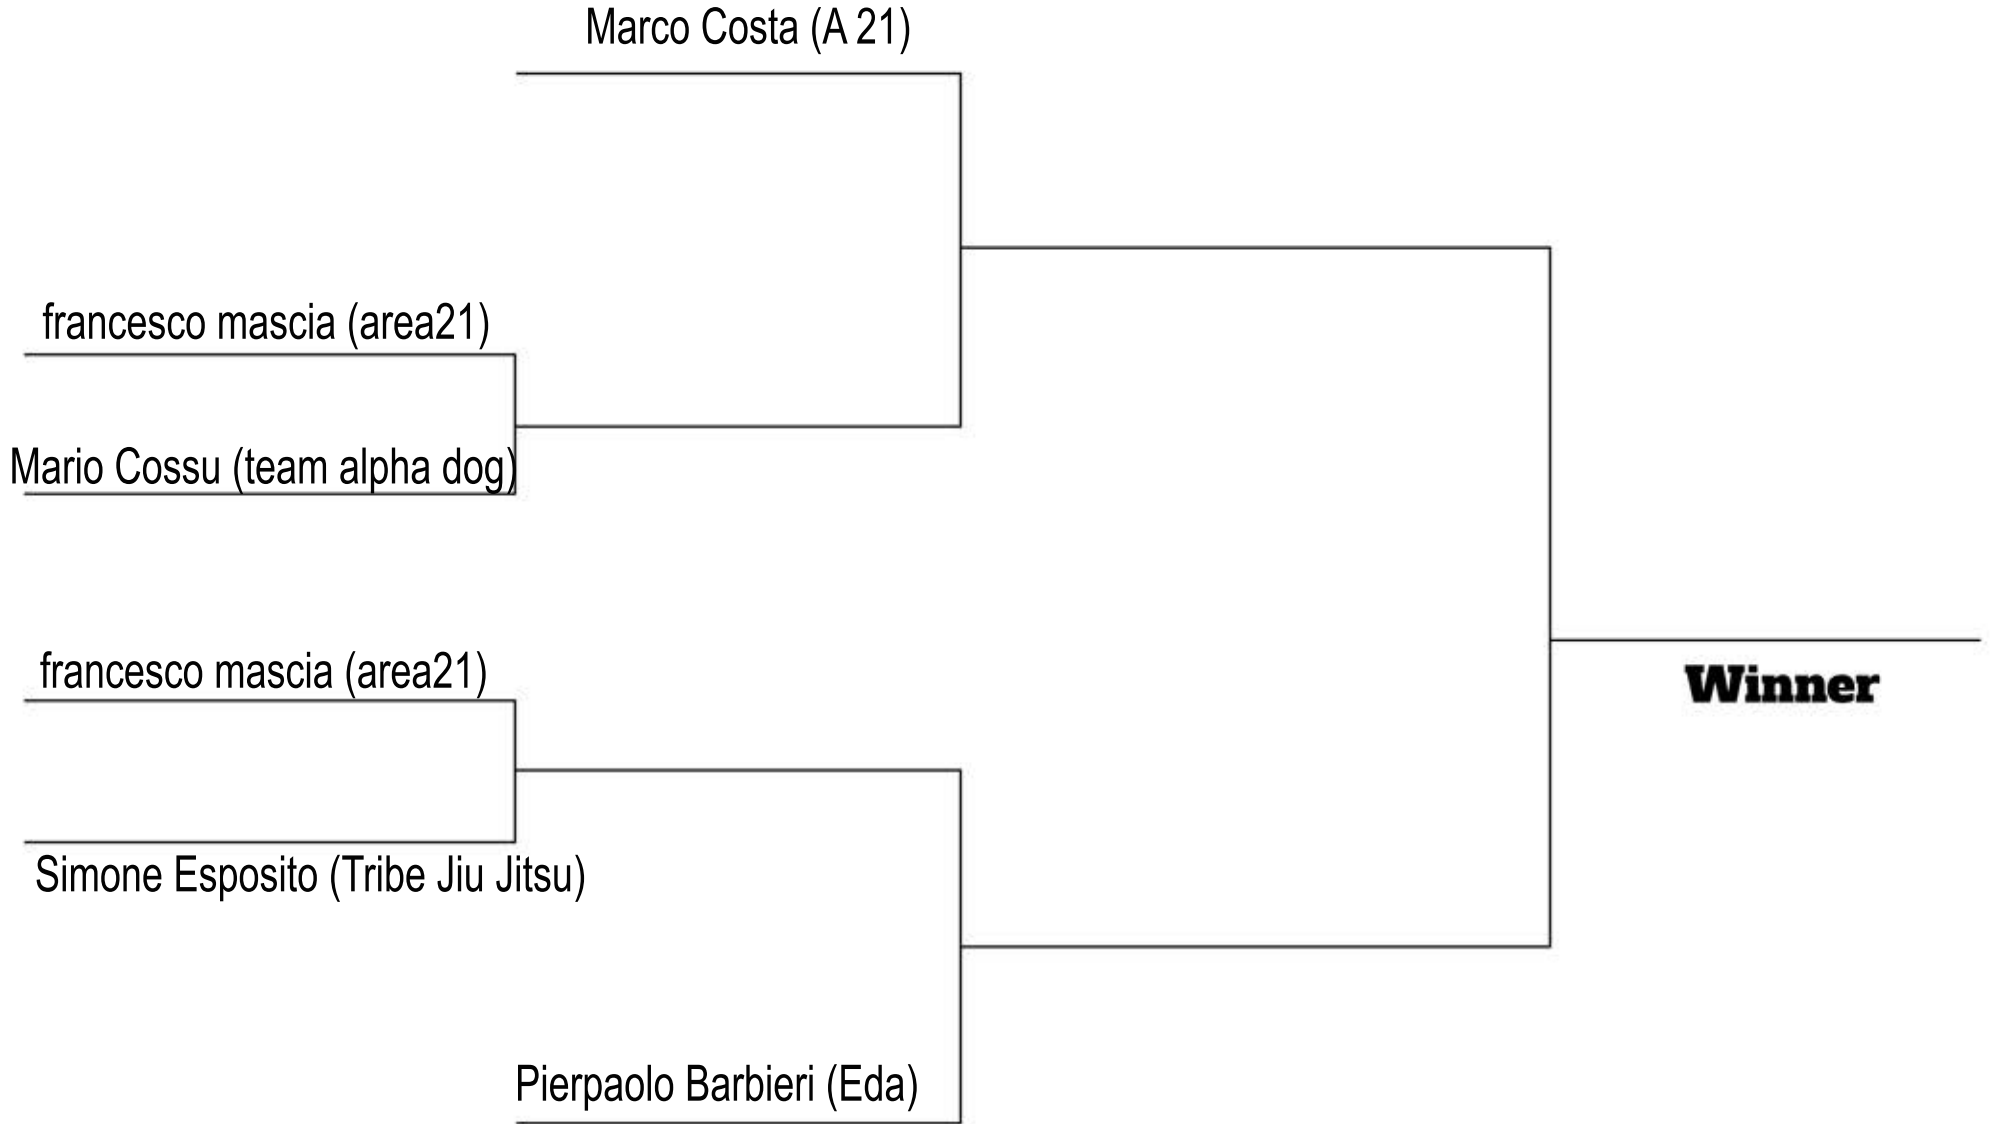 Marco Costa (A 21)
francesco mascia (area21)
Mario Cossu (team alpha dog)
francesco mascia (area21)
Winner
Simone Esposito (Tribe Jiu Jitsu)
Pierpaolo Barbieri (Eda)